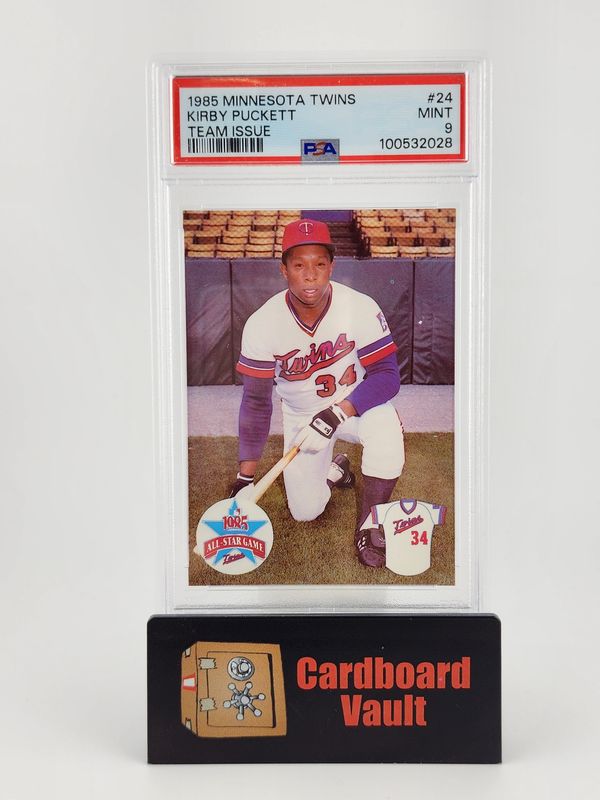 1985 MINNESOTA TWINS #24
KIRBY PUCKETT MINT
TEAM ISSUE 9
PSA 100532028
T
Twins
34
1985
ALL-STAR GAME
Twins
Twins
34
Cardboard
Vault